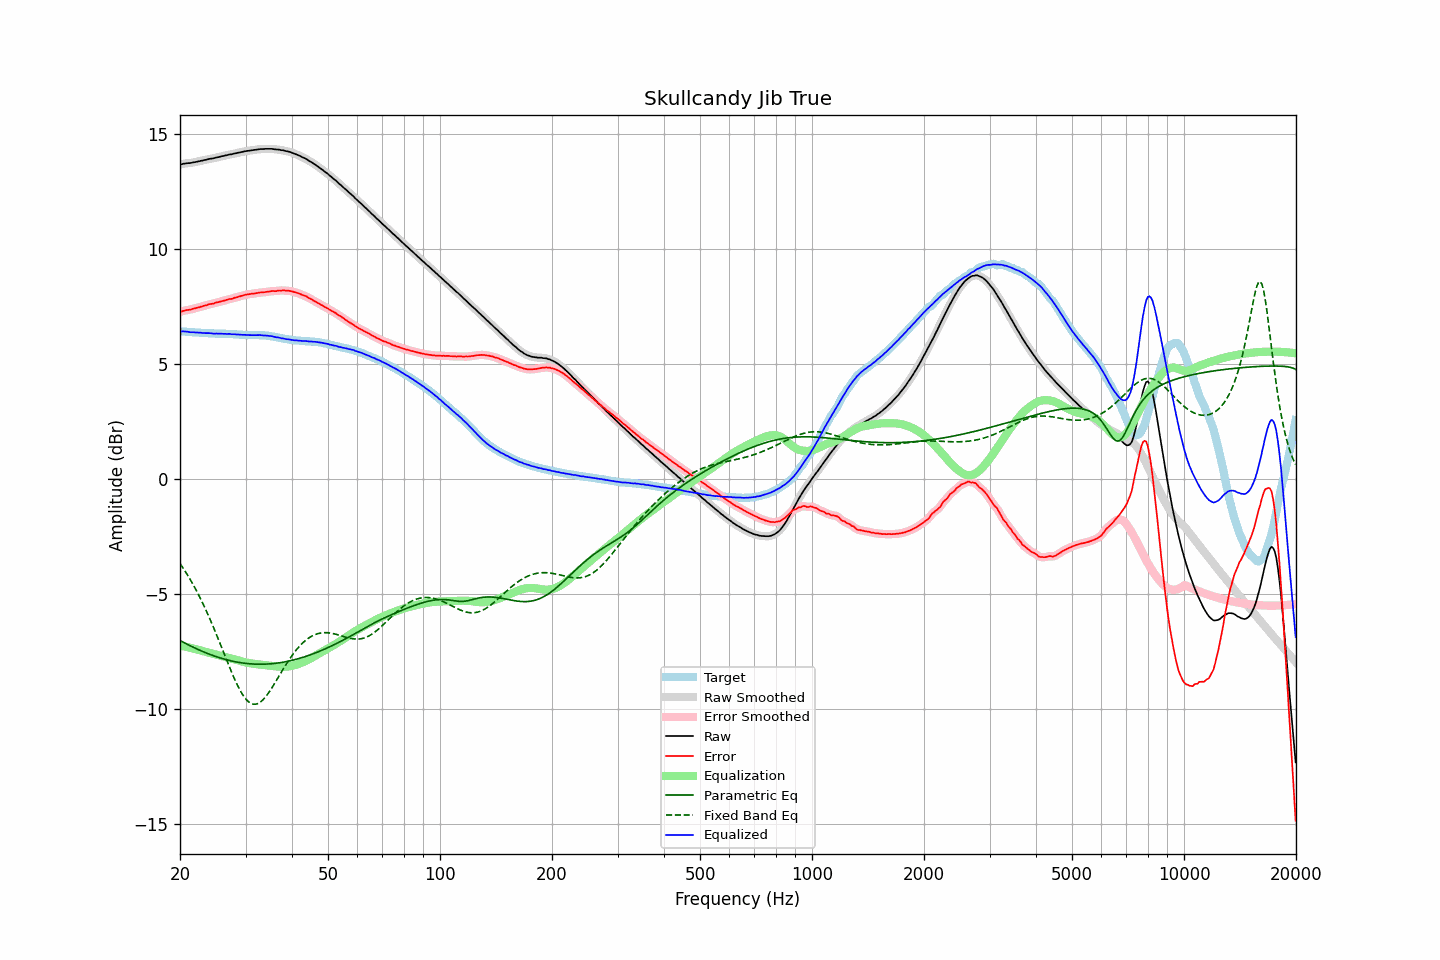 Skullcandy Jib True
Amplitude (dBr)
15
10
5
0
−5
−10
−15
Target
Raw Smoothed
Error Smoothed
Raw
Error
Equalization
Parametric Eq
Fixed Band Eq
Equalized
20 50 100 200 500 1000 2000 5000 10000 20000
Frequency (Hz)